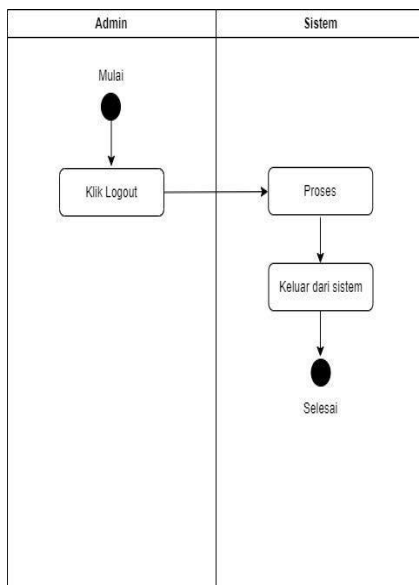 Admin
Sistem
Mulai
Klik Logout
Proses
Keluar dari sistem
Selesai